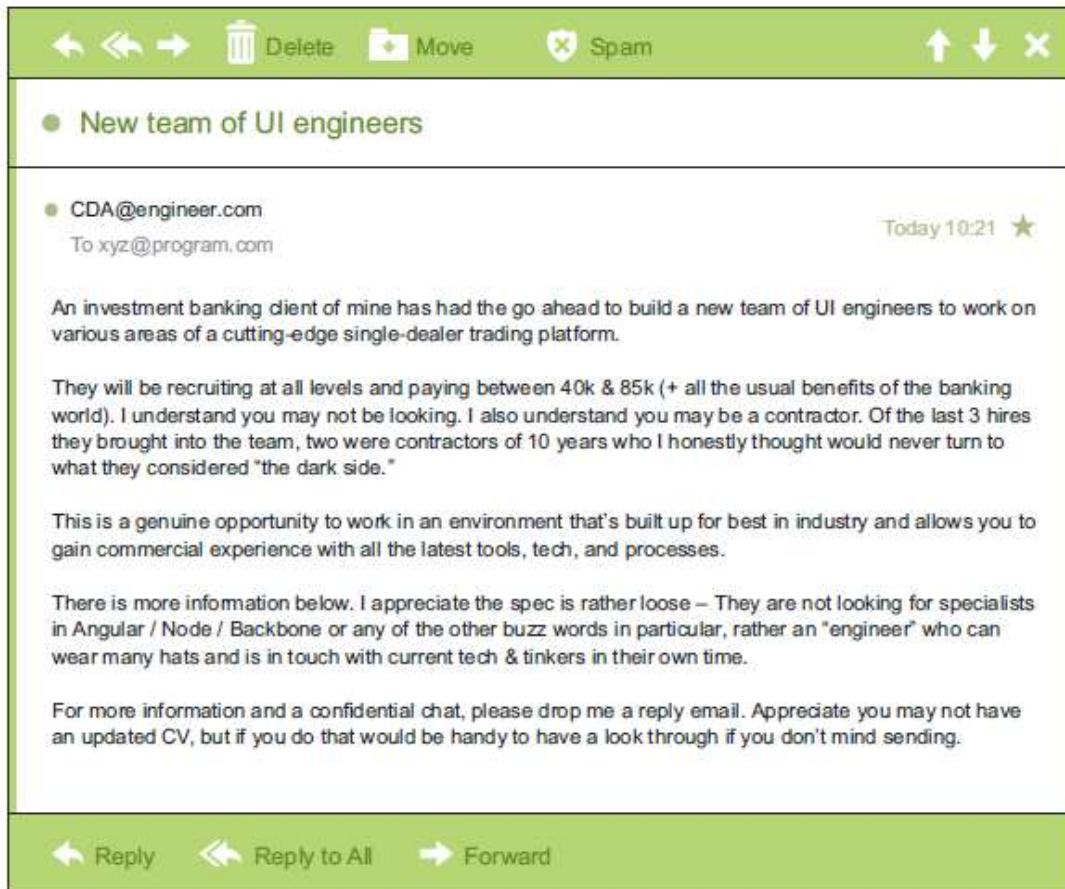 Delete Move Spam
New team of UI engineers
CDA@engineer.com
Today 10:21
To xyz@program.com
An investment banking client of mine has had the go ahead to build a new team of UI engineers to work on
various areas of a cutting-edge single-dealer trading platform.
They will be recruiting at all levels and paying between 40k & 85k (+ all the usual benefits of the banking
world). I understand you may not be looking. I also understand you may be a contractor. Of the last 3 hires
they brought into the team, two were contractors of 10 years who I honestly thought would never turn to
what they considered “the dark side.”
This is a genuine opportunity to work in an environment that’s built up for best in industry and allows you to
gain commercial experience with all the latest tools, tech, and processes.
There is more information below. I appreciate the spec is rather loose – They are not looking for specialists
in Angular / Node / Backbone or any of the other buzz words in particular, rather an “engineer” who can
wear many hats and is in touch with current tech & tinkers in their own time.
For more information and a confidential chat, please drop me a reply email. Appreciate you may not have
an updated CV, but if you do that would be handy to have a look through if you don’t mind sending.
Reply Reply to All Forward